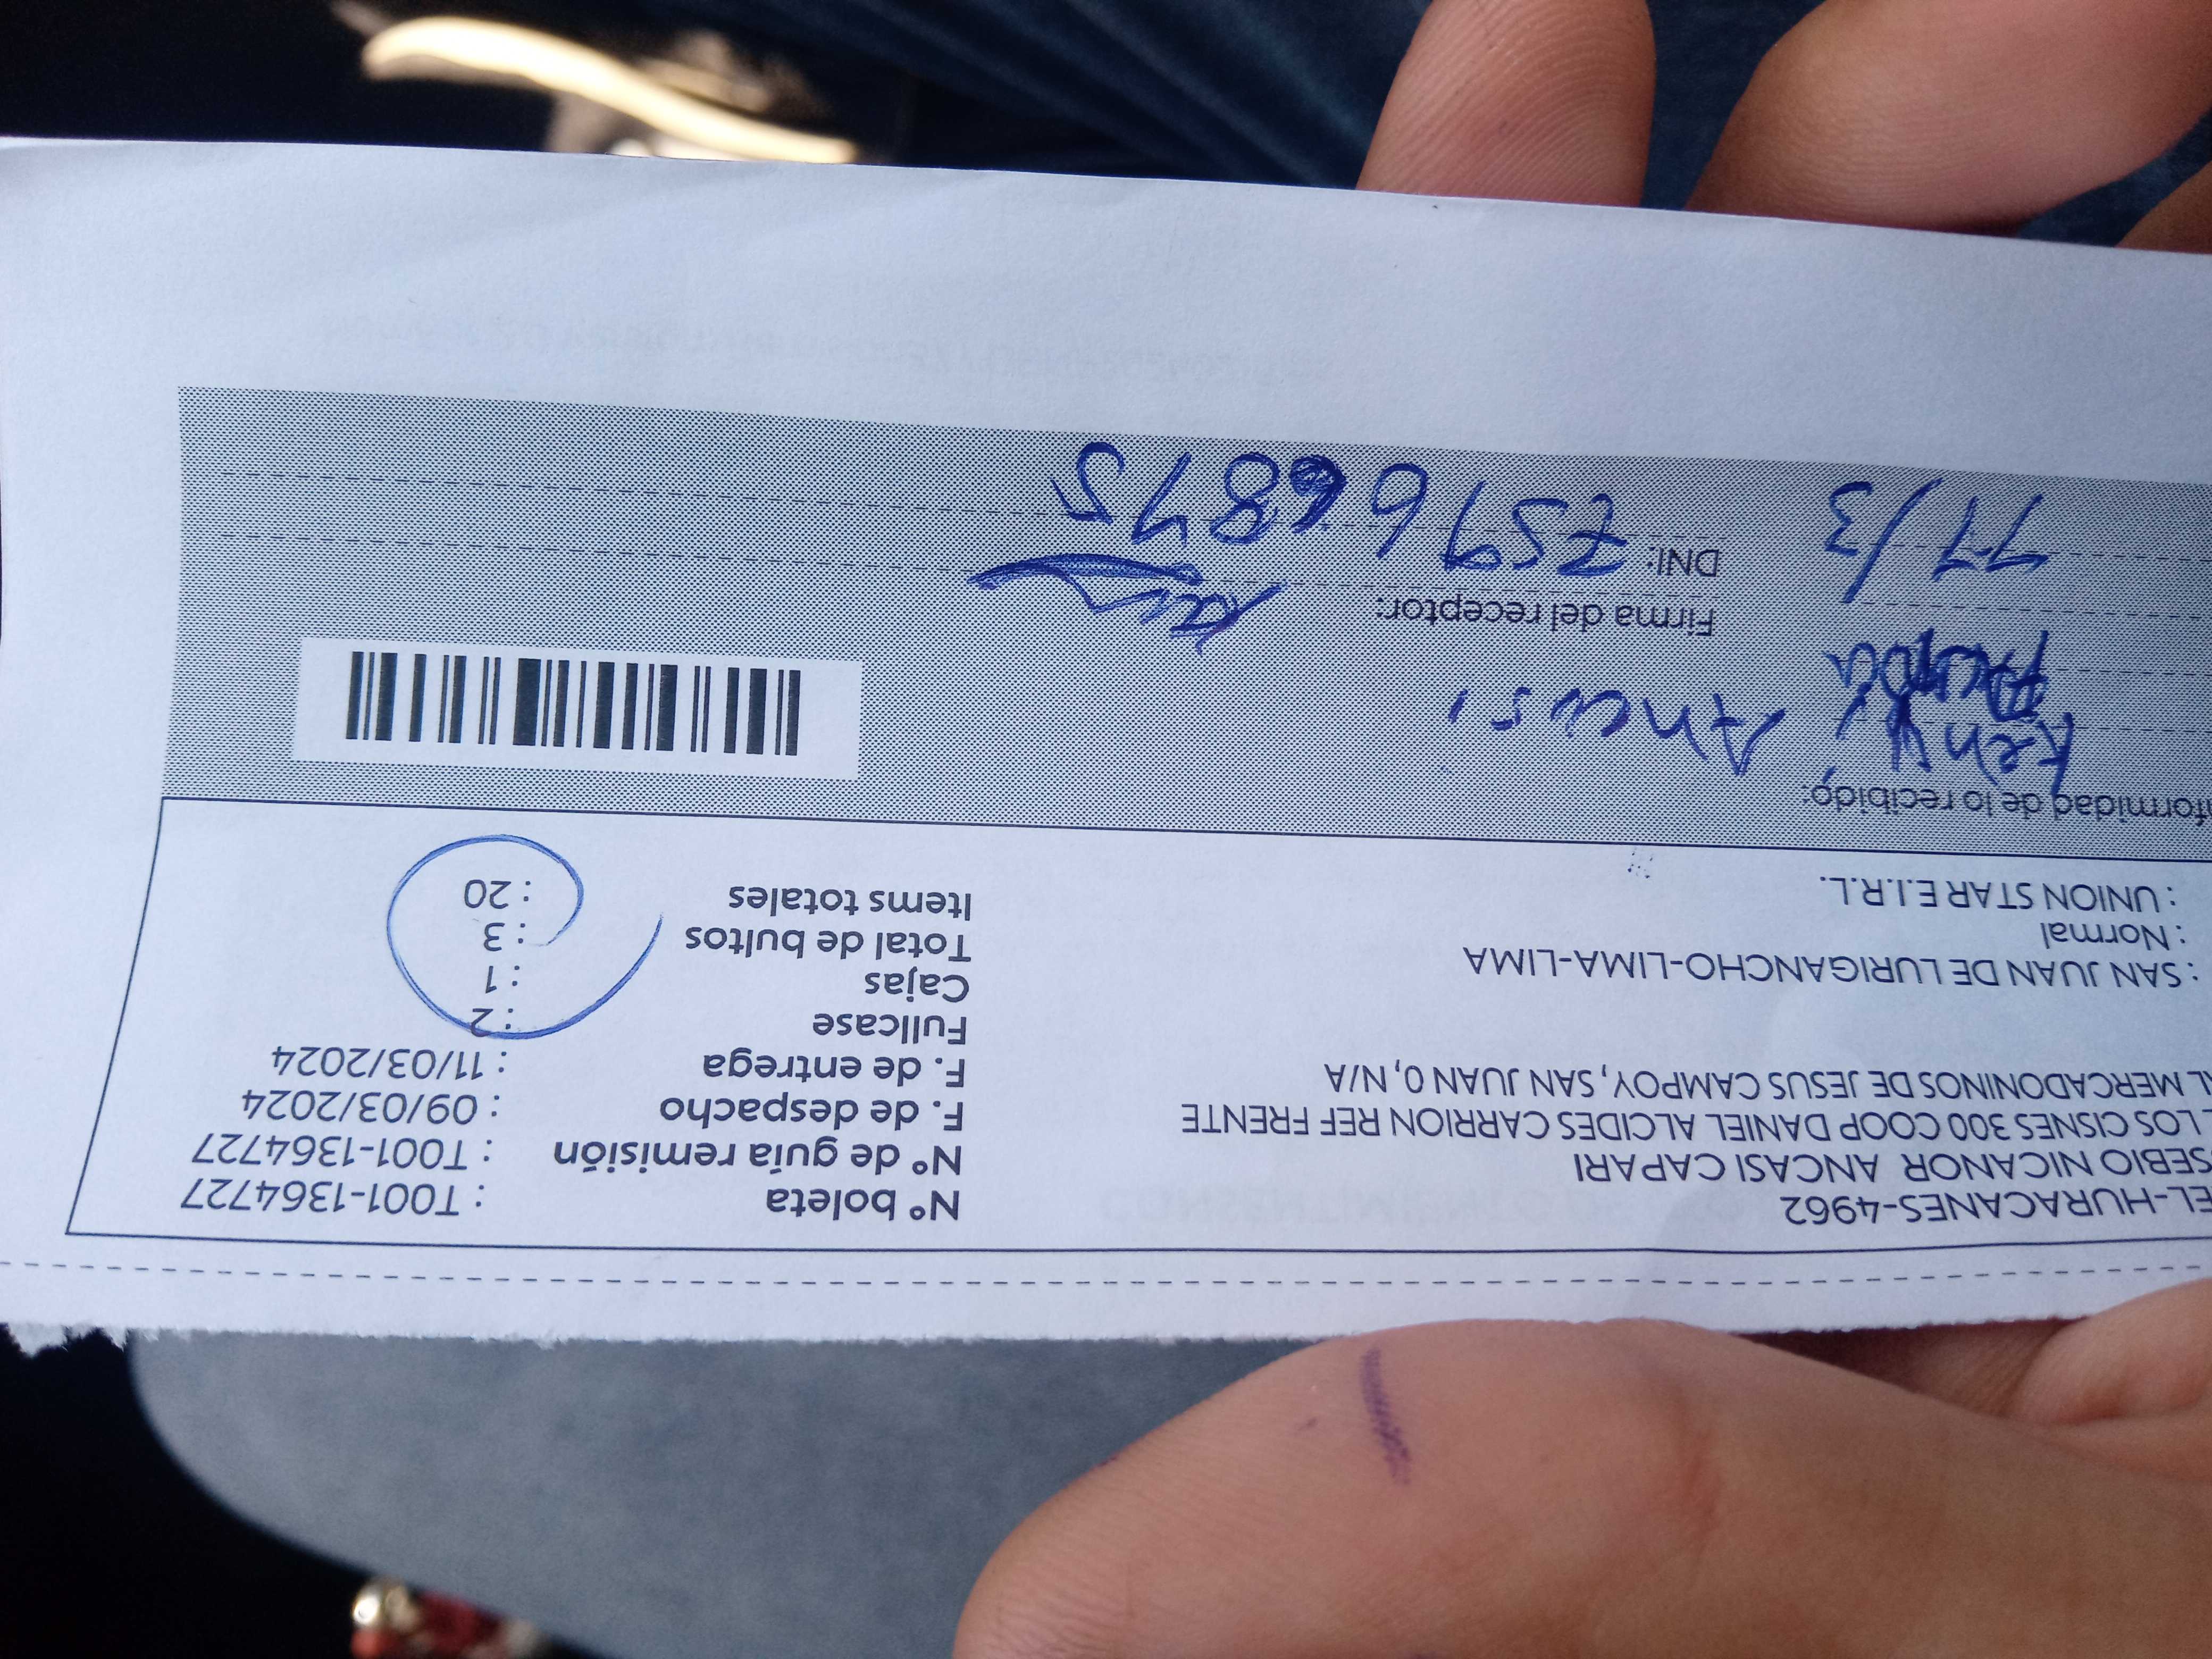 EL-HURACANES-4962
SEBIO NICANOR ANCASI CAPARI
LOS CISNES 300 COOP DANIEL ALCIDES CARRION REF FRENTE
AL MERCADONINOS DE JESUS CAMPOY, SAN JUAN 0, N/A
: SAN JUAN DE LURIGANCHO-LIMA-LIMA
: Normal
: UNION STAR E.I.R.L.
N° boleta : T001-1364727
N° de guía remisión : T001-1364727
F. de despacho : 09/03/2024
F. de entrega : 11/03/2024
Fullcase : 2
Cajas : 1
Total de bultos : 3
Items totales : 20
formidad de lo recibido:
Ancasi
Firma del receptor:
DNI:
11/3